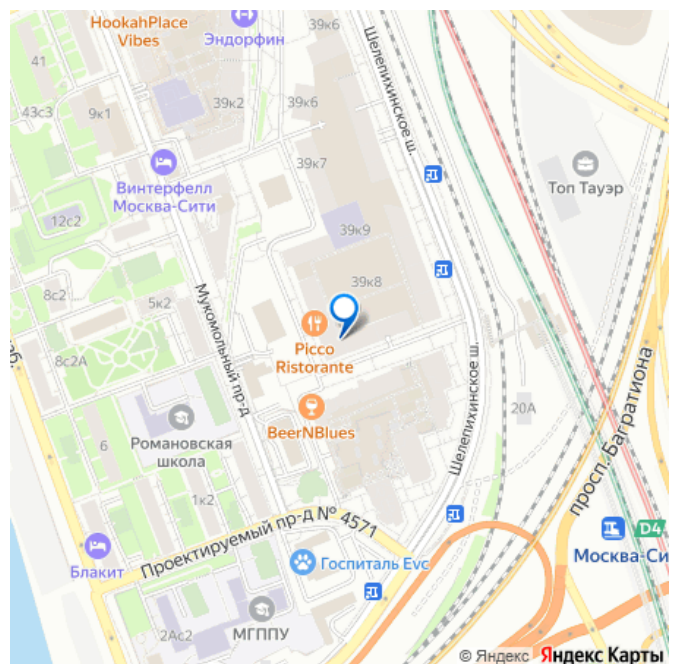 HookahPlace
Vibes
Эндорфин
41
43с3
9к1
39к2
39к6
39к6
Шелепихинское ш.
39к7
Винтерфелл
Москва-Сити
Топ Тауэр
12с2
39к9
39к8
8с2
5к2
Мукомольный пр-д
Picco
Ristorante
8с2А
наб.
Романовская
школа
BeerNBlues
Шелепихинское ш.
20А
просп. Багратиона
6
1к2
Проектируемый пр-д № 4571
Блакит
Госпиталь Evc
D4
Москва-Си
2Ас2
МГППУ
© Яндекс Яндекс Карты